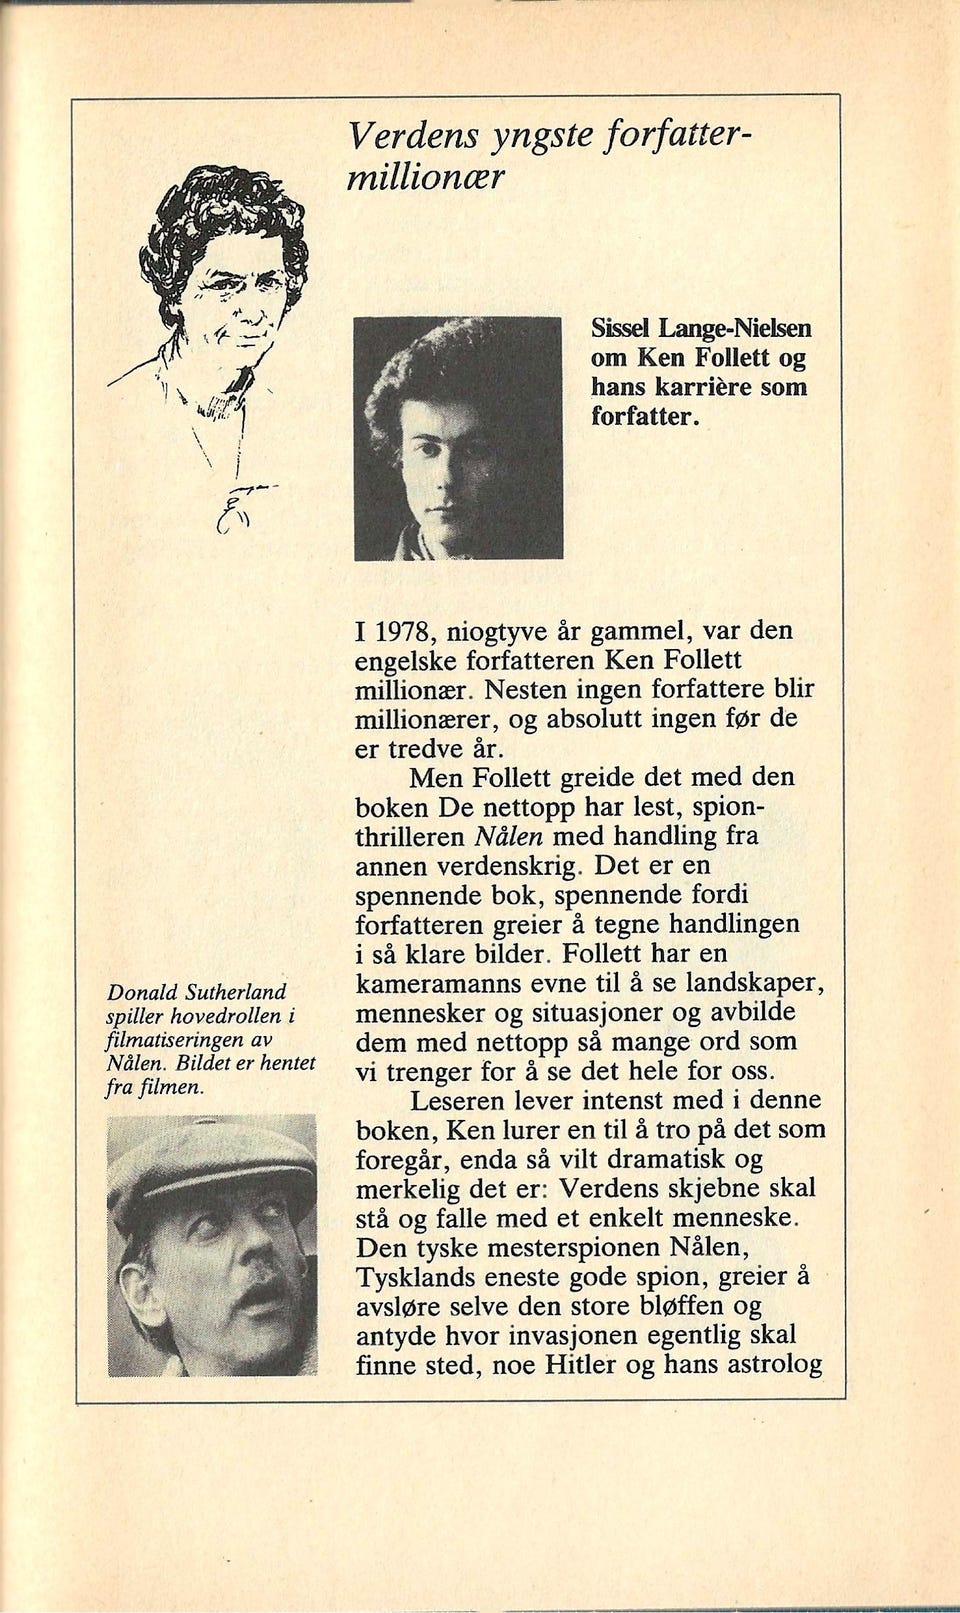 Verdens yngste forfatter-
millionær
Sissel Lange-Nielsen
om Ken Follett og
hans karrière som
forfatter.
I 1978, niogtyve år gammel, var den
engelske forfatteren Ken Follett
millionær. Nesten ingen forfattere blir
millionærer, og absolutt ingen før de
er tredve år.
Men Follett greide det med den
boken De nettopp har lest, spion-
thrilleren Nålen med handling fra
annen verdenskrig. Det er en
spennende bok, spennende fordi
forfatteren greier å tegne handlingen
i så klare bilder. Follett har en
kameramanns evne til å se landskaper,
mennesker og situasjoner og avbilde
dem med nettopp så mange ord som
vi trenger for å se det hele for oss.
Leseren lever intenst med i denne
boken, Ken lurer en til å tro på det som
foregår, enda så vilt dramatisk og
merkelig det er: Verdens skjebne skal
stå og falle med et enkelt menneske.
Den tyske mesterspionen Nålen,
Tysklands eneste gode spion, greier å
avsløre selve den store bløffen og
antyde hvor invasjonen egentlig skal
finne sted, noe Hitler og hans astrolog
Donald Sutherland
spiller hovedrollen i
filmatiseringen av
Nålen. Bildet er hentet
fra filmen.